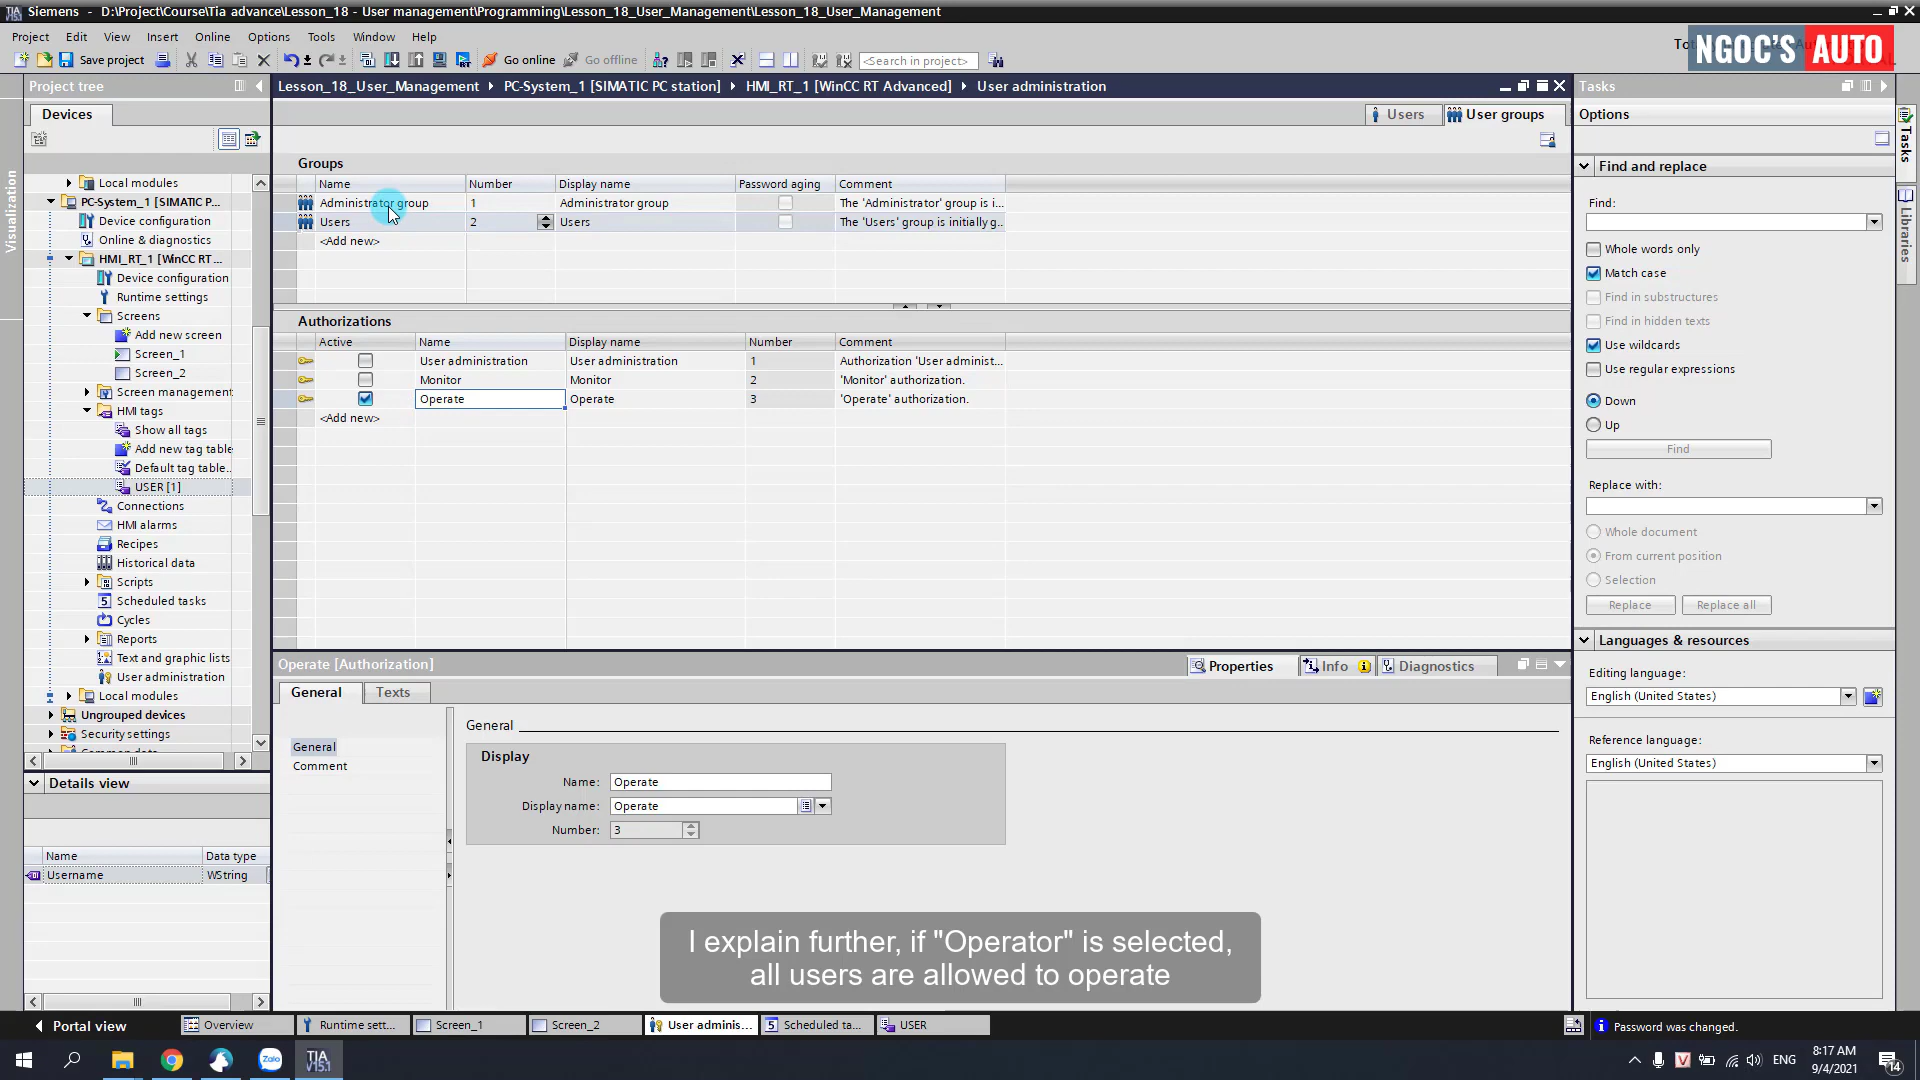 Siemens - D:\Project\Course\Tia advance\Lesson_18 - User management\Programming\Lesson_18_User_Management\Lesson_18_User_Management
Project Edit View Insert Online Options Tools Window Help
NGOC'S AUTO
Save project Go online Go offline <Search in project>
Project tree
Lesson_18_User_Management PC-System_1 [SIMATIC PC station] HMI_RT_1 [WinCC RT Advanced] User administration
Tasks
Devices
Users User groups
Options
Visualization
Tasks
Libraries
Local modules
PC-System_1 [SIMATIC P...
Device configuration
Online & diagnostics
HMI_RT_1 [WinCC RT ...
Device configuration
Runtime settings
Screens
Add new screen
Screen_1
Screen_2
Screen management
HMI tags
Show all tags
Add new tag table
Default tag table..
USER [1]
Connections
HMI alarms
Recipes
Historical data
Scripts
Scheduled tasks
Cycles
Reports
Text and graphic lists
User administration
Local modules
Ungrouped devices
Security settings
Details view
Name Data type
Username WString
Groups
Name Number Display name Password aging Comment
Administrator group 1 Administrator group The 'Administrator' group is i...
Users 2 Users The 'Users' group is initially g..
<Add new>
Authorizations
Active Name Display name Number Comment
User administration User administration 1 Authorization 'User administ...
Monitor Monitor 2 'Monitor' authorization.
Operate Operate 3 'Operate' authorization.
<Add new>
Operate [Authorization]
Properties Info Diagnostics
General Texts
General
Comment
General
Display
Name: Operate
Display name: Operate
Number: 3
Find and replace
Find:
Whole words only
Match case
Find in substructures
Find in hidden texts
Use wildcards
Use regular expressions
Down
Up
Find
Replace with:
Whole document
From current position
Selection
Replace Replace all
Languages & resources
Editing language:
English (United States)
Reference language:
English (United States)
I explain further, if "Operator" is selected,
all users are allowed to operate
Portal view Overview Runtime sett... Screen_1 Screen_2 User adminis... Scheduled ta... USER Password was changed.
Zalo TIA V15.1 ENG 8:17 AM
9/4/2021
14